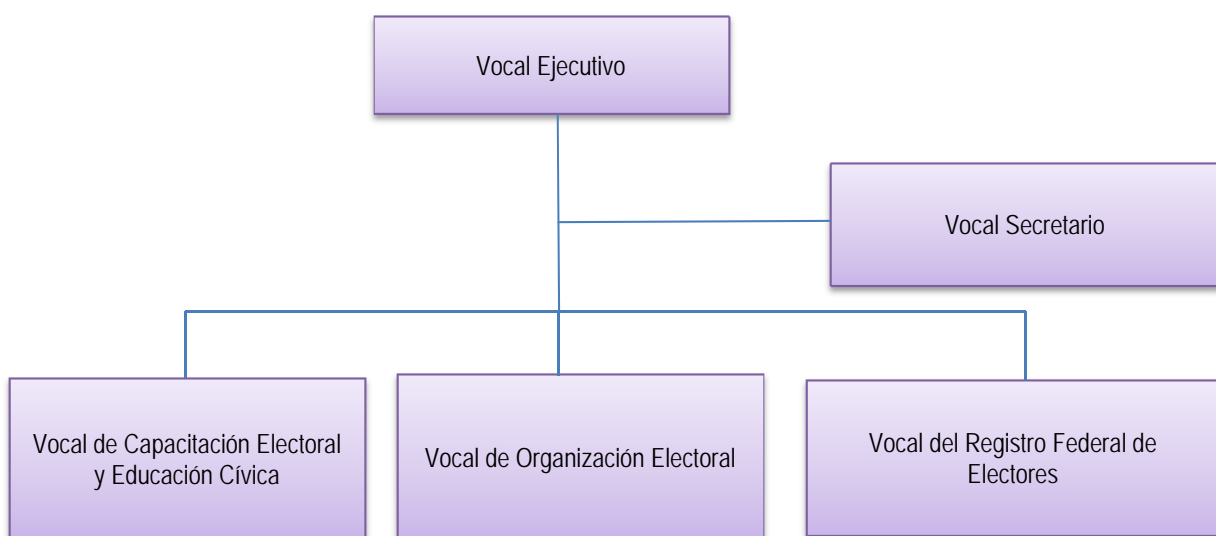 Vocal Ejecutivo
Vocal Secretario
Vocal de Capacitación Electoral
y Educación Cívica
Vocal de Organización Electoral
Vocal del Registro Federal de
Electores